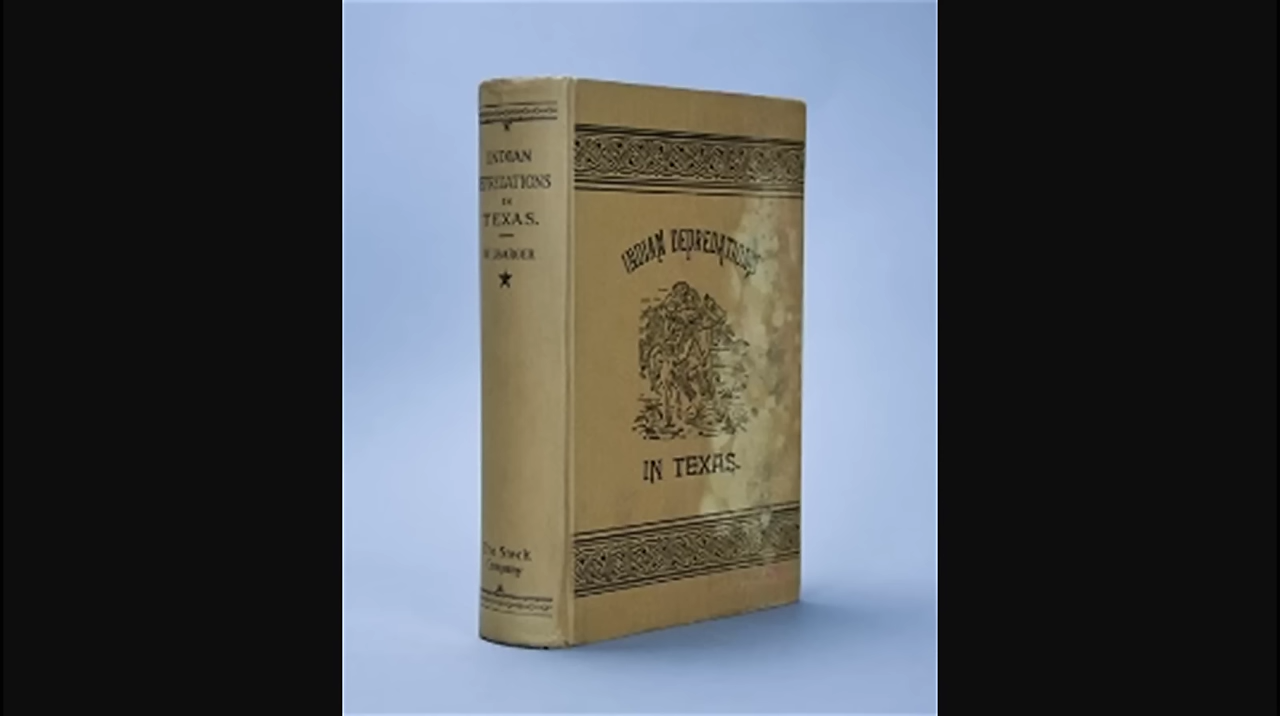 INDIAN
DEPREDATIONS
IN
TEXAS.
INDIAN DEPREDATIONS
IN TEXAS.
The Steck
Company